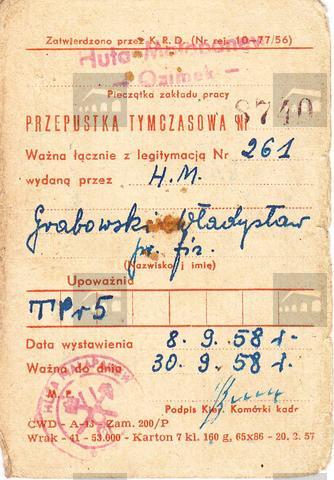 Zatwierdzono przez K. R. D. (Nr rej. 10-77/56)
Huta „Małapanew”
— Ozimek —
Pieczątka zakładu pracy
PRZEPUSTKA TYMCZASOWA Nr 8740
Ważna łącznie z legitymacją Nr 261
wydaną przez H.M.
Grabowski Władysław
pr. fiz.
(Nazwisko i imię)
Upoważnia
TPr5
Data wystawienia 8. 9. 58 r.
Ważna do dnia 30. 9. 58 r.
M. P.
HUTA MAŁAPANEW
Podpis Kier. Komórki kadr
CWD - A-13 - Zam. 200/P
Wrak - 41 - 53.000 - Karton 7 kl. 160 g, 65x86 - 20. 2. 57